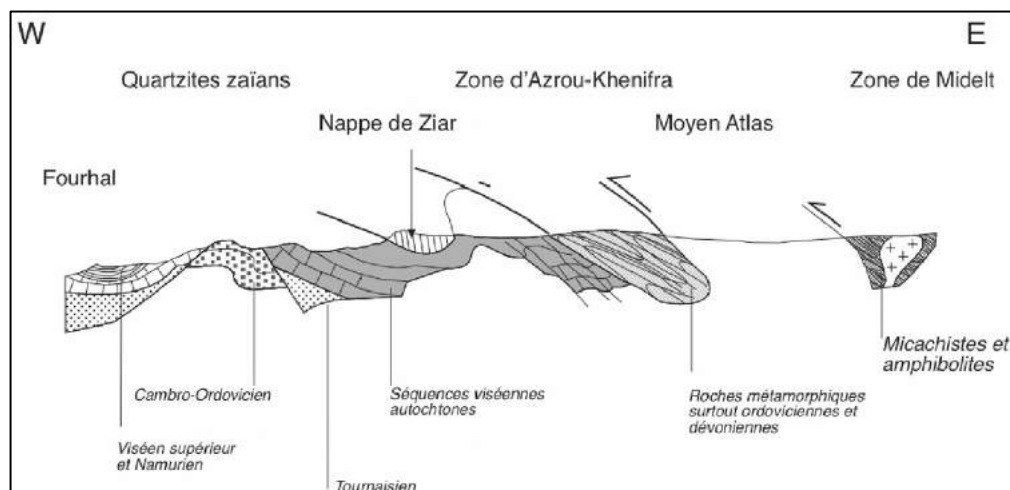 W
E
Quartzites zaïans
Zone d'Azrou-Khenifra
Zone de Midelt
Nappe de Ziar
Moyen Atlas
Fourhal
Micachistes et
amphibolites
Cambro-Ordovicien
Séquences viséennes
autochtones
Roches métamorphiques
surtout ordoviciennes et
dévoniennes
Viséen supérieur
et Namurien
Tournaisien